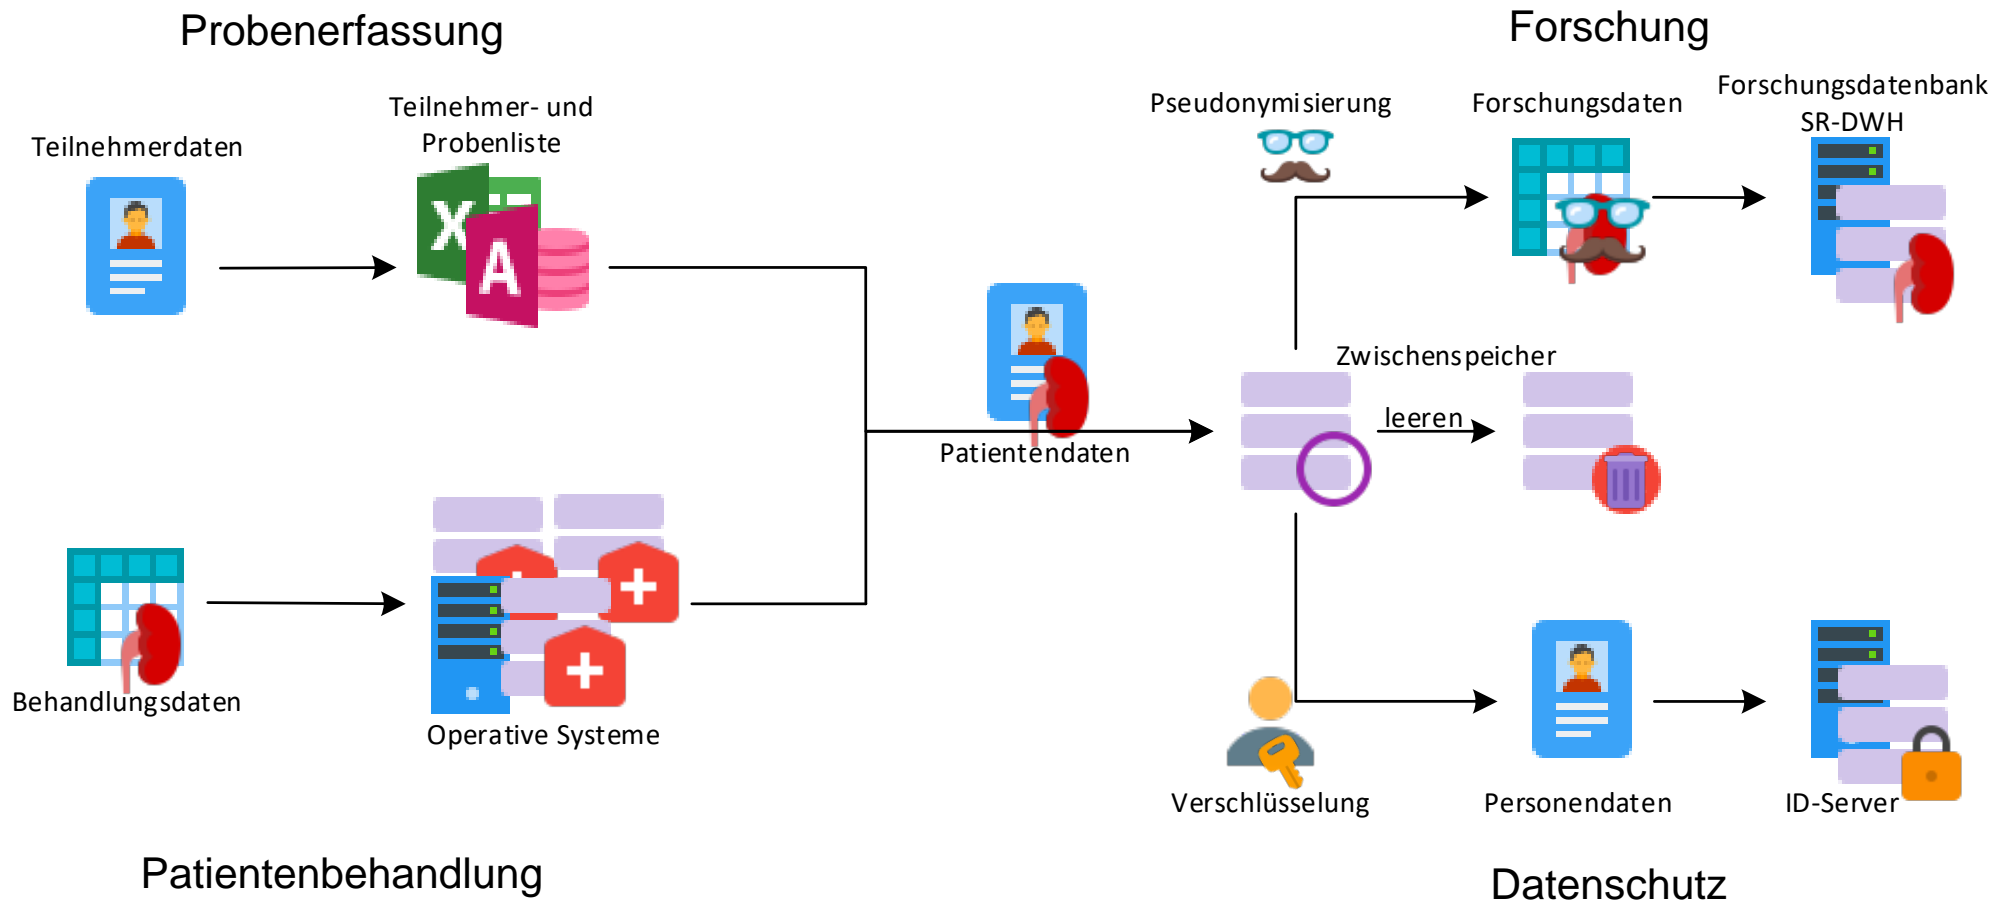 Probenerfassung
Forschung
Teilnehmerdaten
Teilnehmer- und
Probenliste
X
A
Pseudonymisierung
Forschungsdaten
Forschungsdatenbank
SR-DWH
Patientendaten
Zwischenspeicher
leeren
Behandlungsdaten
Operative Systeme
Verschlüsselung
Personendaten
ID-Server
Patientenbehandlung
Datenschutz